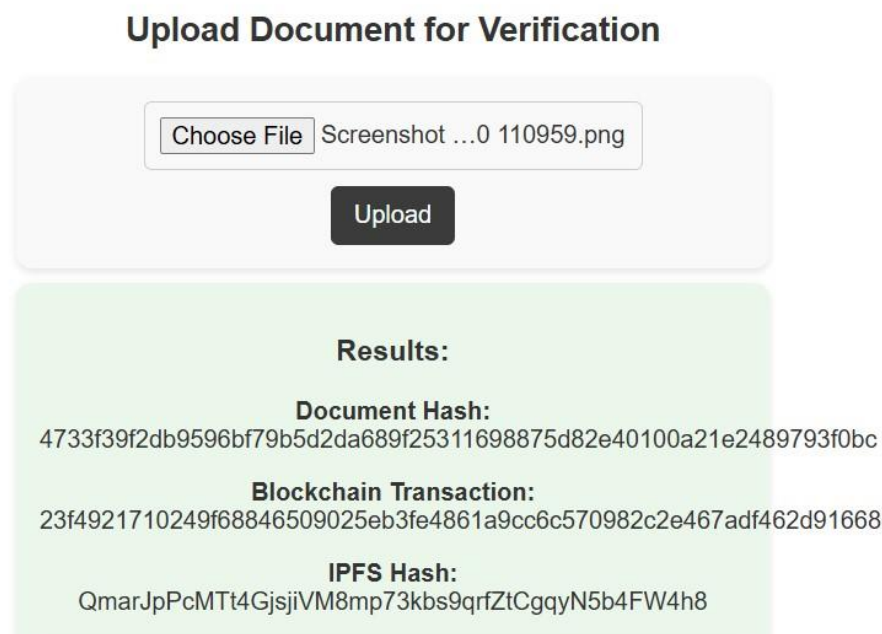 Upload Document for Verification
Choose File Screenshot …0 110959.png
Upload
Results:
Document Hash:
4733f39f2db9596bf79b5d2da689f25311698875d82e40100a21e2489793f0bc
Blockchain Transaction:
23f4921710249f68846509025eb3fe4861a9cc6c570982c2e467adf462d91668
IPFS Hash:
QmarJpPcMTt4GjsjiVM8mp73kbs9qrfZtCgqyN5b4FW4h8